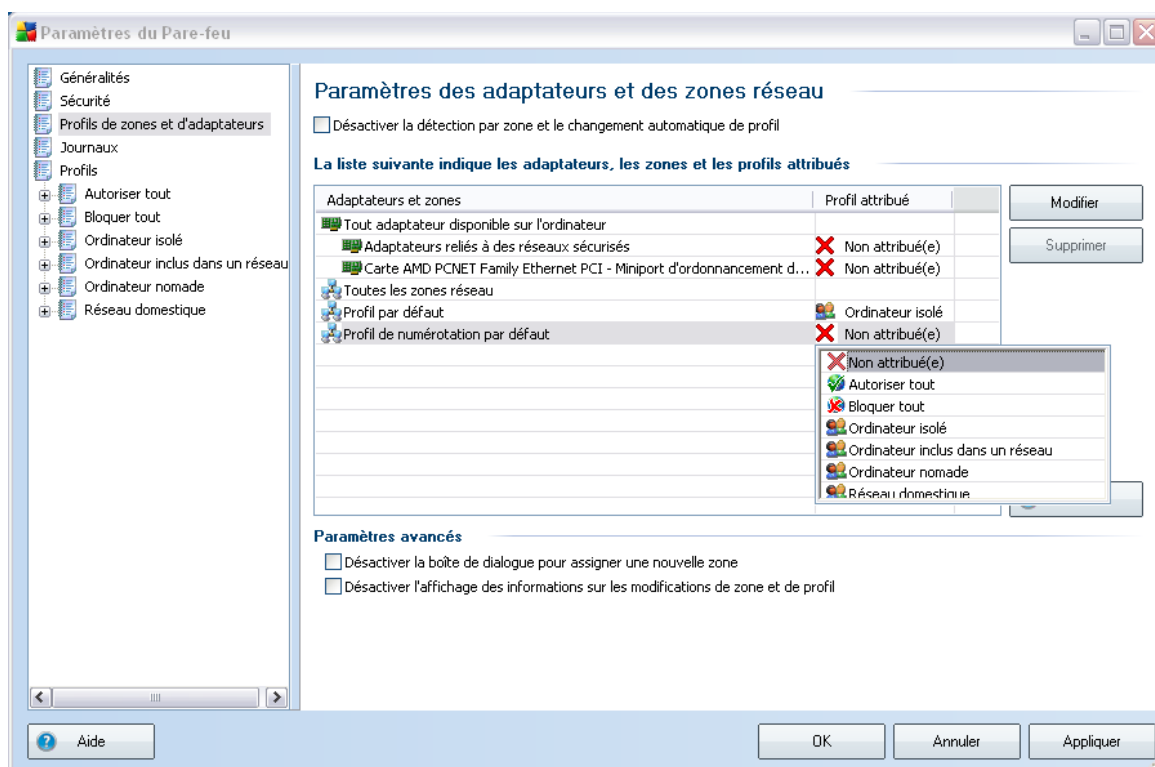 Paramètres du Pare-feu
Généralités
Sécurité
Profils de zones et d'adaptateurs
Journaux
Profils
Autoriser tout
Bloquer tout
Ordinateur isolé
Ordinateur inclus dans un réseau
Ordinateur nomade
Réseau domestique
Paramètres des adaptateurs et des zones réseau
Désactiver la détection par zone et le changement automatique de profil
La liste suivante indique les adaptateurs, les zones et les profils attribués
Adaptateurs et zones Profil attribué
Tout adaptateur disponible sur l'ordinateur
Adaptateurs reliés à des réseaux sécurisés Non attribué(e)
Carte AMD PCNET Family Ethernet PCI - Miniport d'ordonnancement d... Non attribué(e)
Toutes les zones réseau
Profil par défaut Ordinateur isolé
Profil de numérotation par défaut Non attribué(e)
Non attribué(e)
Autoriser tout
Bloquer tout
Ordinateur isolé
Ordinateur inclus dans un réseau
Ordinateur nomade
Réseau domestique
Modifier
Supprimer
Paramètres avancés
Désactiver la boîte de dialogue pour assigner une nouvelle zone
Désactiver l'affichage des informations sur les modifications de zone et de profil
Aide
OK
Annuler
Appliquer